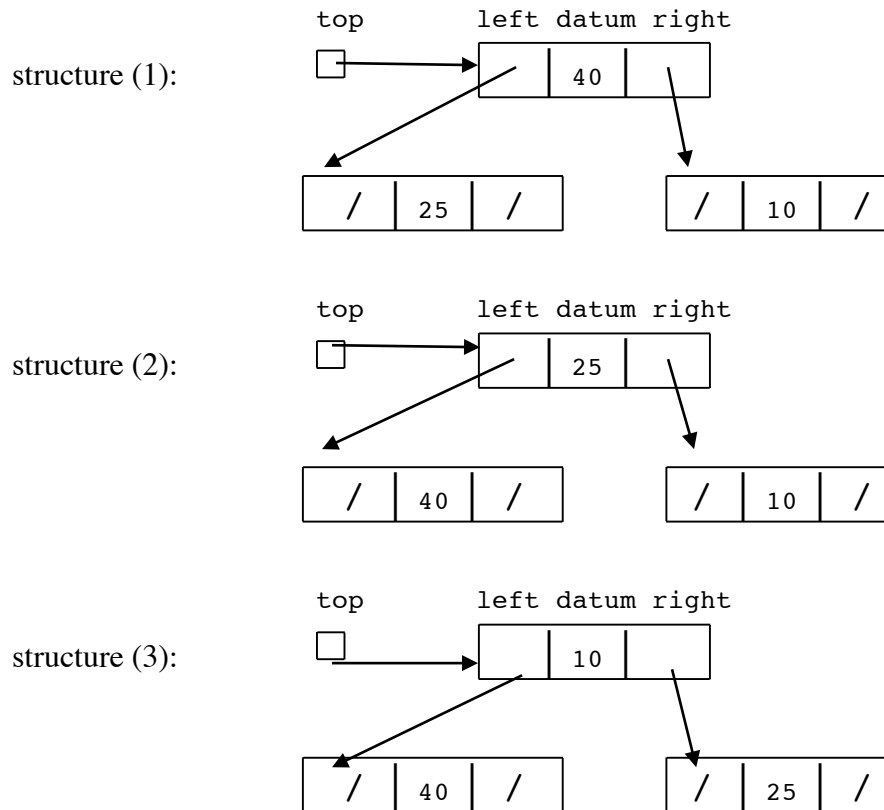 top left datum right
structure (1): 40
/ 25 / / 10 /
top left datum right
structure (2): 25
/ 40 / / 10 /
top left datum right
structure (3): 10
/ 40 / / 25 /